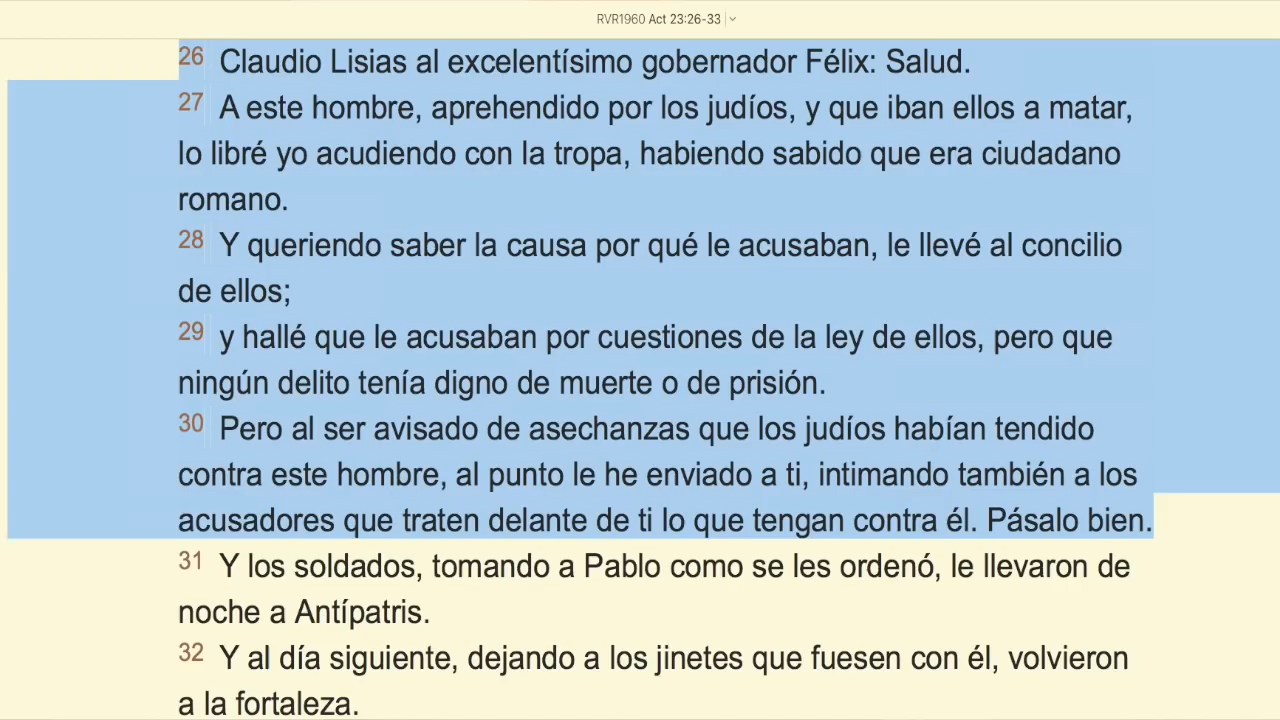 RVR1960 Act 23:26-33
26 Claudio Lisias al excelentísimo gobernador Félix: Salud.
27 A este hombre, aprehendido por los judíos, y que iban ellos a matar,
lo libré yo acudiendo con la tropa, habiendo sabido que era ciudadano
romano.
28 Y queriendo saber la causa por qué le acusaban, le llevé al concilio
de ellos;
29 y hallé que le acusaban por cuestiones de la ley de ellos, pero que
ningún delito tenía digno de muerte o de prisión.
30 Pero al ser avisado de asechanzas que los judíos habían tendido
contra este hombre, al punto le he enviado a ti, intimando también a los
acusadores que traten delante de ti lo que tengan contra él. Pásalo bien.
31 Y los soldados, tomando a Pablo como se les ordenó, le llevaron de
noche a Antípatris.
32 Y al día siguiente, dejando a los jinetes que fuesen con él, volvieron
a la fortaleza.